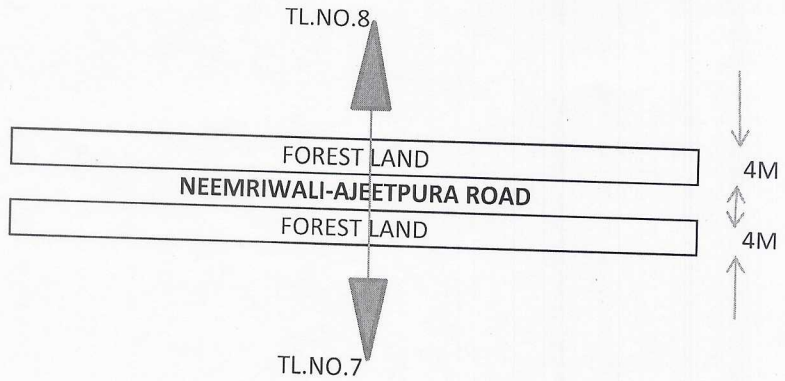 TL.NO.8
FOREST LAND
4M
NEEMRIWALI-AJEETPURA ROAD
FOREST LAND
4M
TL.NO.7